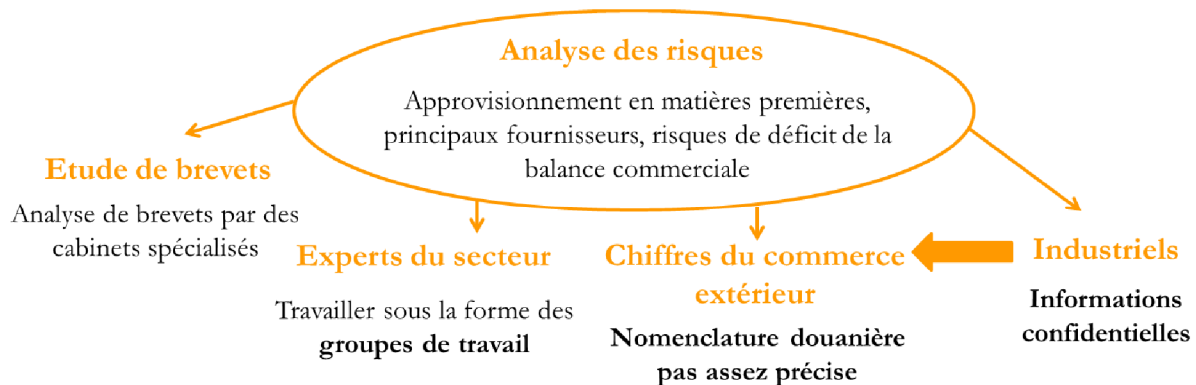 Analyse des risques
Approvisionnement en matières premières,
principaux fournisseurs, risques de déficit de la
balance commerciale
Etude de brevets
Analyse de brevets par des
cabinets spécialisés
Experts du secteur
Travailler sous la forme des
groupes de travail
Chiffres du commerce
extérieur
Nomenclature douanière
pas assez précise
Industriels
Informations
confidentielles